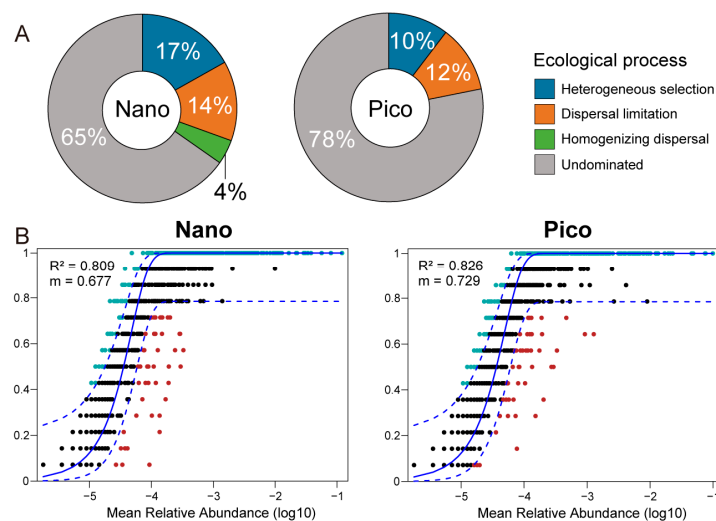 A
17%
14%
4%
65%
Nano
10%
12%
78%
Pico
Ecological process
Heterogeneous selection
Dispersal limitation
Homogenizing dispersal
Undominated
B
Nano
R² = 0.809
m = 0.677
1
0.8
0.6
0.4
0.2
0
−5 −4 −3 −2 −1
Mean Relative Abundance (log10)
Pico
R² = 0.826
m = 0.729
1
0.8
0.6
0.4
0.2
0
−5 −4 −3 −2 −1
Mean Relative Abundance (log10)